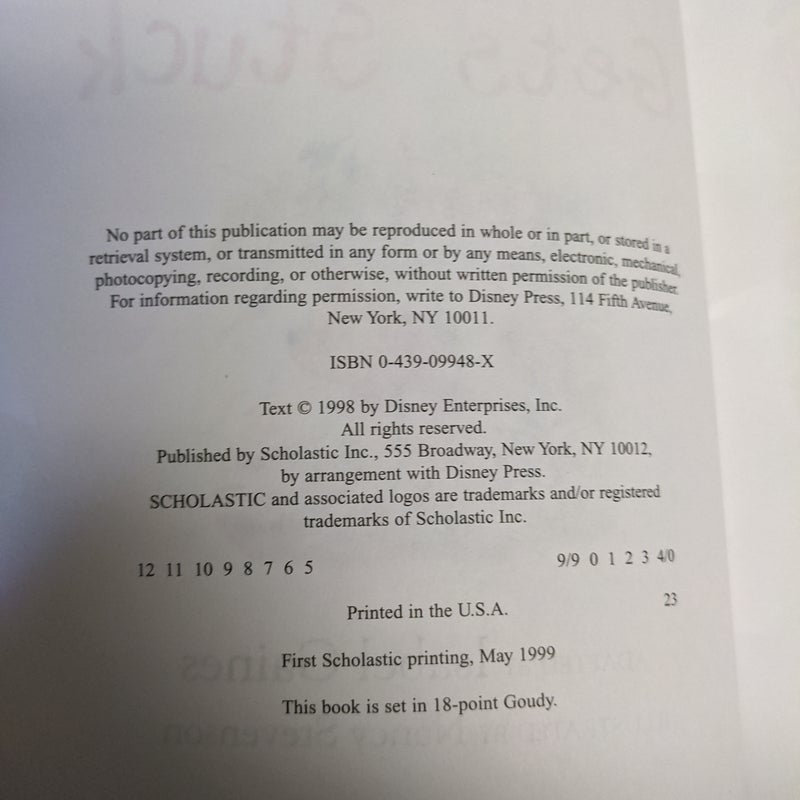 No part of this publication may be reproduced in whole or in part, or stored in a
retrieval system, or transmitted in any form or by any means, electronic, mechanical,
photocopying, recording, or otherwise, without written permission of the publisher.
For information regarding permission, write to Disney Press, 114 Fifth Avenue,
New York, NY 10011.
ISBN 0-439-09948-X
Text © 1998 by Disney Enterprises, Inc.
All rights reserved.
Published by Scholastic Inc., 555 Broadway, New York, NY 10012,
by arrangement with Disney Press.
SCHOLASTIC and associated logos are trademarks and/or registered
trademarks of Scholastic Inc.
12 11 10 9 8 7 6 5 9/9 0 1 2 3 4/0
Printed in the U.S.A. 23
First Scholastic printing, May 1999
This book is set in 18-point Goudy.